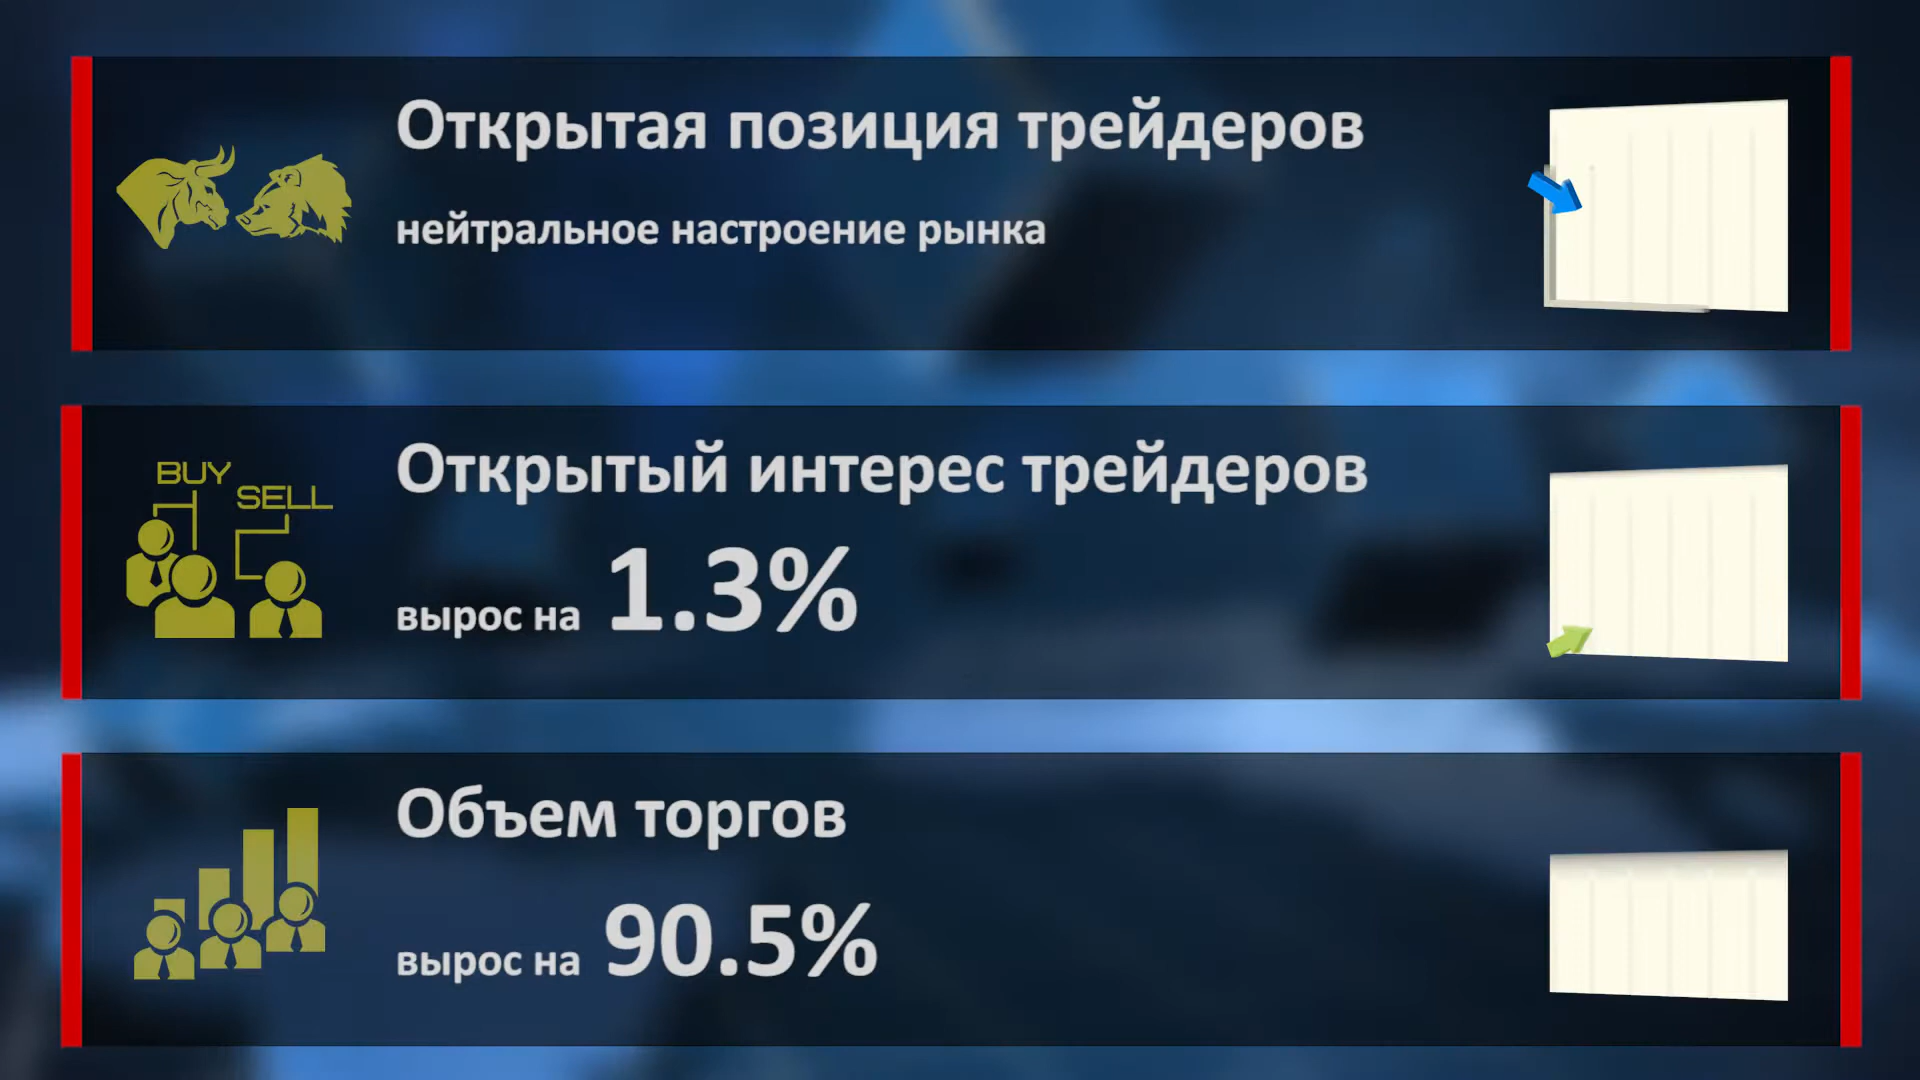 Открытая позиция трейдеров
нейтральное настроение рынка
BUY
SELL
Открытый интерес трейдеров
вырос на 1.3%
Объем торгов
вырос на 90.5%